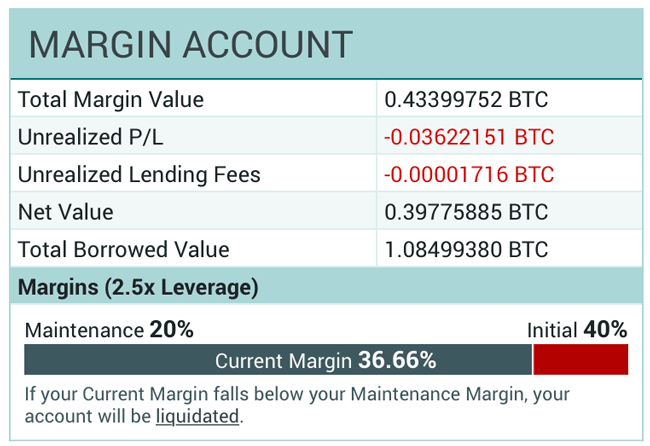 MARGIN ACCOUNT
Total Margin Value 0.43399752 BTC
Unrealized P/L -0.03622151 BTC
Unrealized Lending Fees -0.00001716 BTC
Net Value 0.39775885 BTC
Total Borrowed Value 1.08499380 BTC
Margins (2.5x Leverage)
Maintenance 20% Initial 40%
Current Margin 36.66%
If your Current Margin falls below your Maintenance Margin, your
account will be liquidated.